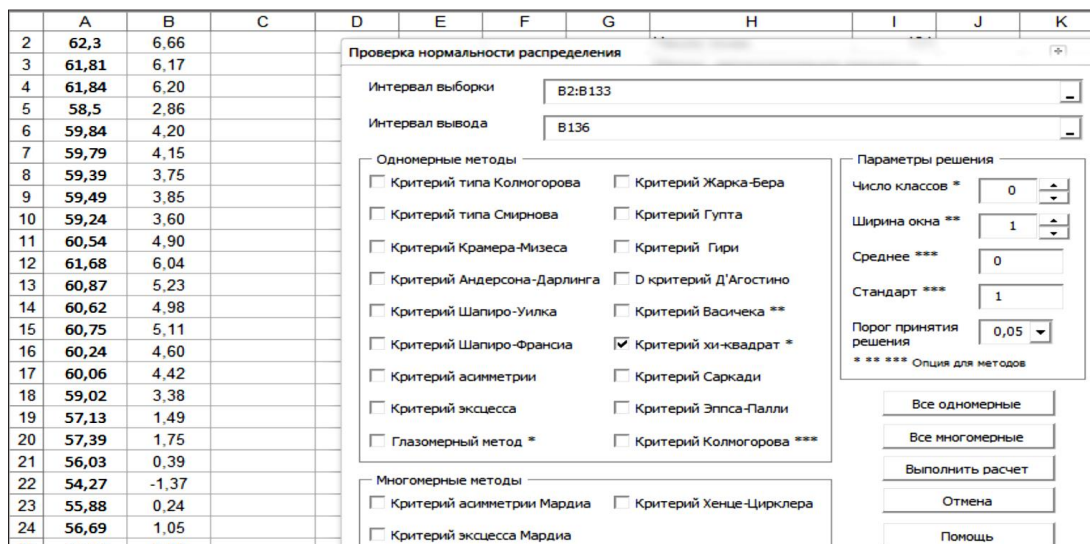 A B C D E F G H I J K
2 62,3 6,66
3 61,81 6,17
4 61,84 6,20
5 58,5 2,86
6 59,84 4,20
7 59,79 4,15
8 59,39 3,75
9 59,49 3,85
10 59,24 3,60
11 60,54 4,90
12 61,68 6,04
13 60,87 5,23
14 60,62 4,98
15 60,75 5,11
16 60,24 4,60
17 60,06 4,42
18 59,02 3,38
19 57,13 1,49
20 57,39 1,75
21 56,03 0,39
22 54,27 -1,37
23 55,88 0,24
24 56,69 1,05
Проверка нормальности распределения
Интервал выборки B2:B133
Интервал вывода B136
Одномерные методы
Критерий типа Колмогорова Критерий Жарка-Бера
Критерий типа Смирнова Критерий Гупта
Критерий Крамера-Мизеса Критерий Гири
Критерий Андерсона-Дарлинга D критерий Д'Агостино
Критерий Шапиро-Уилка Критерий Васичека **
Критерий Шапиро-Франсиа Критерий хи-квадрат *
Критерий асимметрии Критерий Саркади
Критерий эксцесса Критерий Эппса-Палли
Глазомерный метод * Критерий Колмогорова ***
Многомерные методы
Критерий асимметрии Мардиа Критерий Хенце-Цирклера
Критерий эксцесса Мардиа
Параметры решения
Число классов * 0
Ширина окна ** 1
Среднее *** 0
Стандарт *** 1
Порог принятия решения 0,05
* ** *** Опция для методов
Все одномерные
Все многомерные
Выполнить расчет
Отмена
Помощь